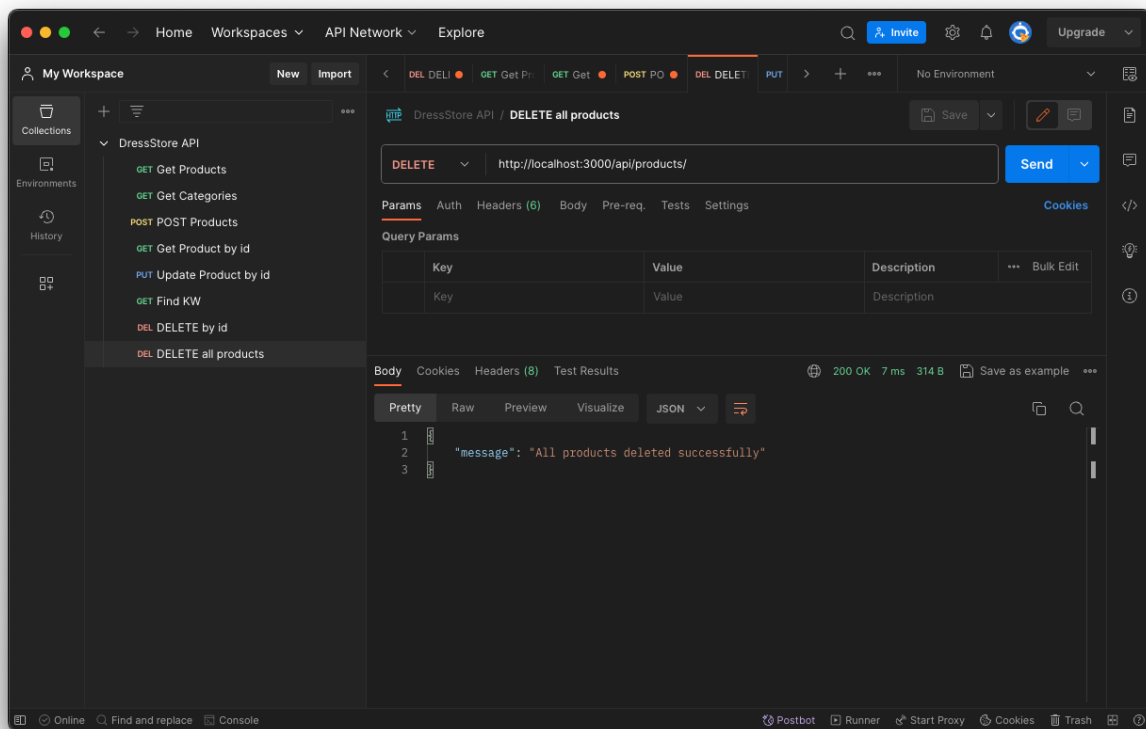 Home Workspaces API Network Explore Invite Upgrade
My Workspace New Import
DEL DELI GET Get Pr GET Get POST PO DEL DELET PUT No Environment
Collections
Environments
History
DressStore API
GET Get Products
GET Get Categories
POST POST Products
GET Get Product by id
PUT Update Product by id
GET Find KW
DEL DELETE by id
DEL DELETE all products
HTTP DressStore API / DELETE all products Save
DELETE http://localhost:3000/api/products/ Send
Params Auth Headers (6) Body Pre-req. Tests Settings Cookies
Query Params
Key Value Description Bulk Edit
Key Value Description
Body Cookies Headers (8) Test Results 200 OK 7 ms 314 B Save as example
Pretty Raw Preview Visualize JSON
1 {
2 "message": "All products deleted successfully"
3 }
Online Find and replace Console Postbot Runner Start Proxy Cookies Trash